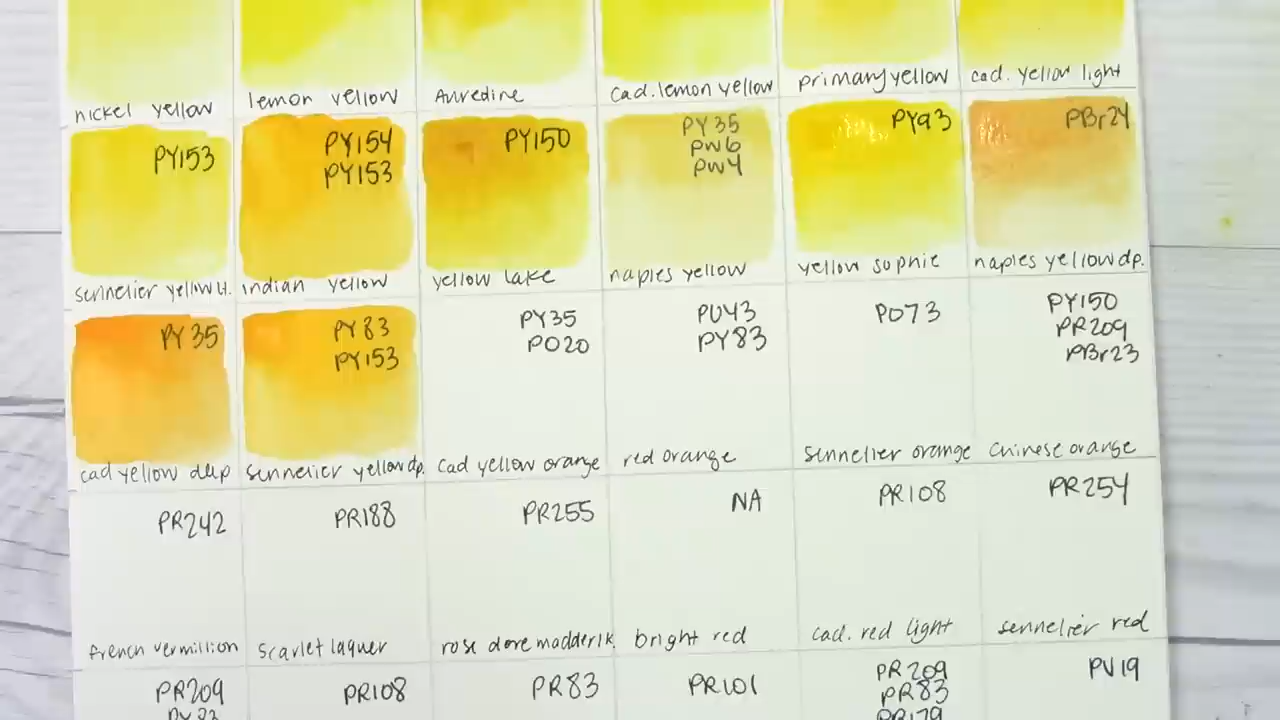 nickel yellow
lemon yellow
Auredine
cad. lemon yellow
primary yellow
cad. yellow light
PY153
sennelier yellow lt.
PY154
PY153
indian yellow
PY150
yellow lake
PY35
PW6
PW4
naples yellow
PY93
yellow sophie
PBr24
naples yellow dp.
PY35
cad yellow deep
PY83
PY153
sennelier yellow dp.
PY35
PO20
cad yellow orange
PO43
PY83
red orange
PO73
sennelier orange
PY150
PR209
PBr23
chinese orange
PR242
french vermillion
PR188
scarlet laquer
PR255
rose dore madder lk
NA
bright red
PR108
cad. red light
PR254
sennelier red
PR209
PY83
PR108
PR83
PR101
PR209
PR83
PR179
PV19